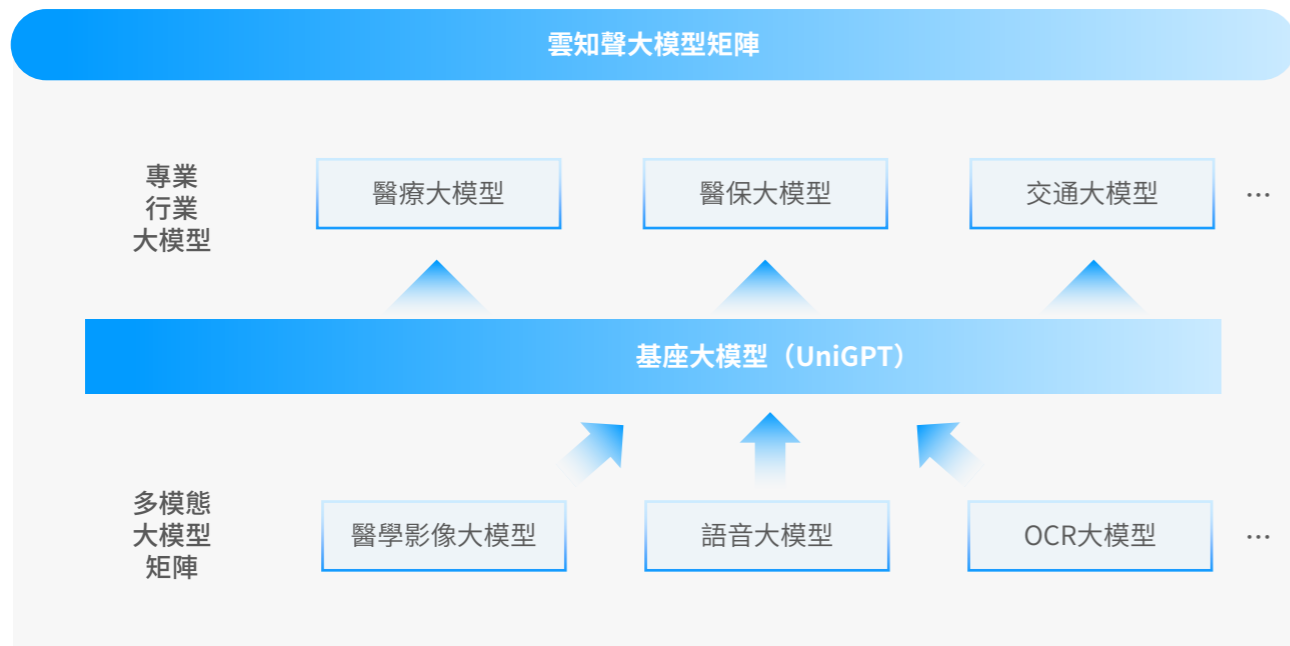 雲知聲大模型矩陣
專業
行業
大模型
醫療大模型
醫保大模型
交通大模型
…
基座大模型（UniGPT）
多模態
大模型
矩陣
醫學影像大模型
語音大模型
OCR大模型
…